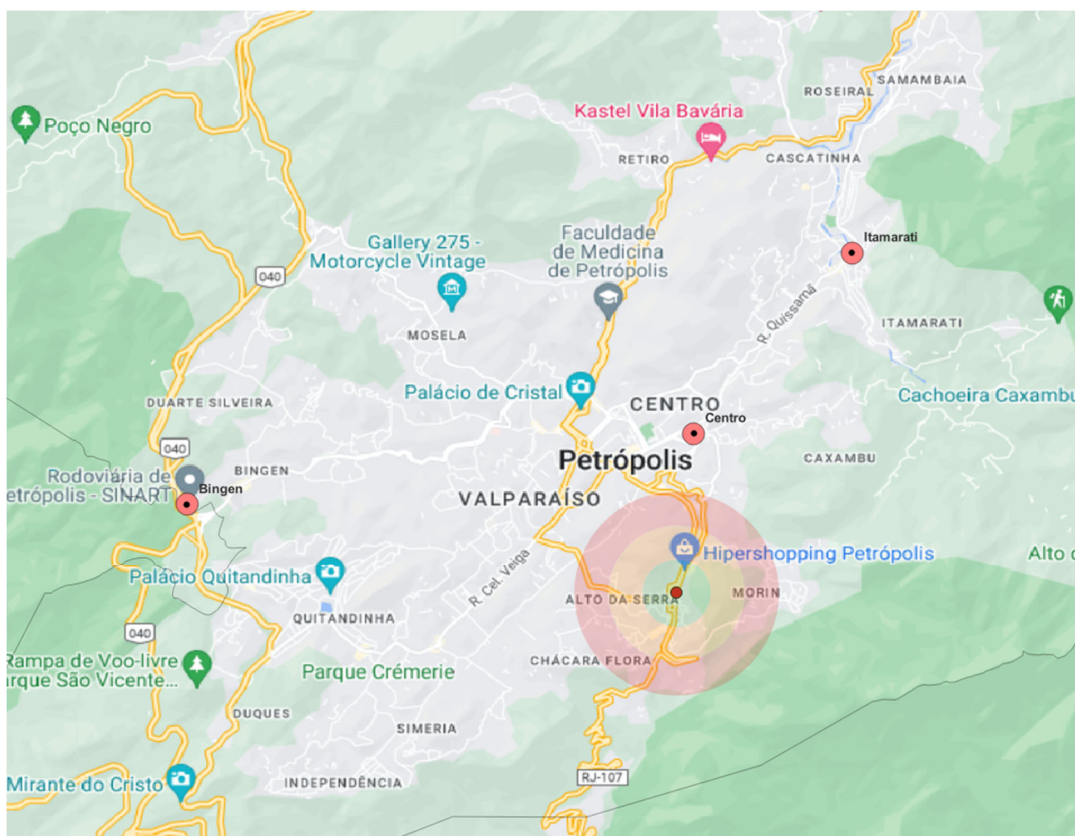 SAMAMBAIA
ROSEIRAL
Kastel Vila Bavária
Poço Negro
RETIRO
CASCATINHA
Faculdade
de Medicina
de Petrópolis
Itamarati
Gallery 275 -
Motorcycle Vintage
040
R. Quissamã
MOSELA
ITAMARATI
Palácio de Cristal
CENTRO
Cachoeira Caxambu
DUARTE SILVEIRA
Centro
040
Petrópolis
CAXAMBU
Rodoviária de
etrópolis - SINART
BINGEN
Bingen
VALPARAÍSO
Hipershopping Petrópolis
Alto
R. Cel. Veiga
Palácio Quitandinha
ALTO DA SERRA
MORIN
QUITANDINHA
040
Rampa de Voo-livre
arque São Vicente...
Parque Crémerie
CHÁCARA FLORA
DUQUES
SIMERIA
Mirante do Cristo
INDEPENDÊNCIA
RJ-107